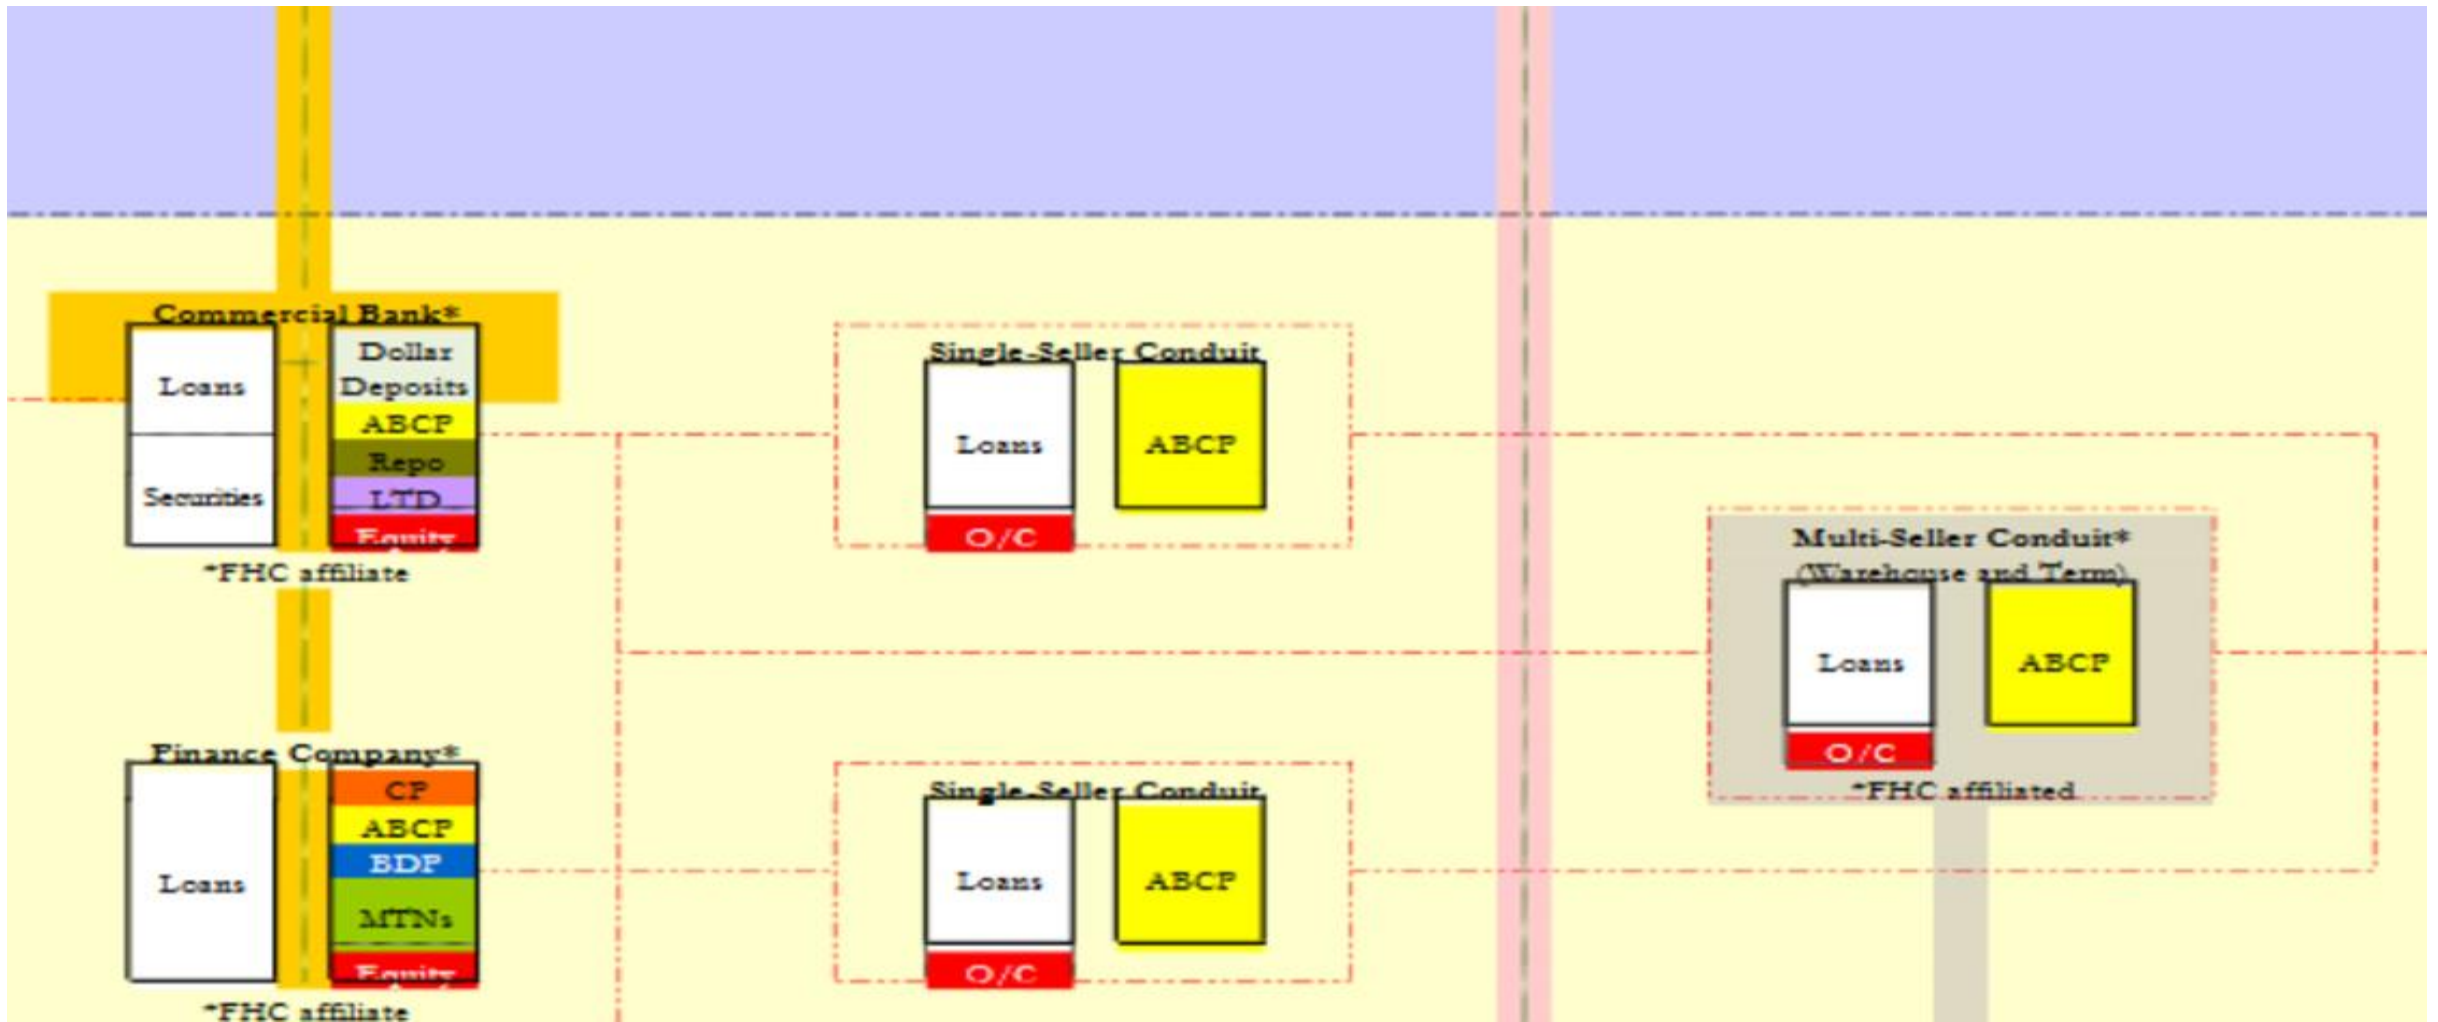 Commercial Bank*
Loans
Securities
Dollar
Deposits
ABCP
Repo
LTD
Equity
*FHC affiliate
Single-Seller Conduit
Loans
ABCP
O/C
Multi-Seller Conduit*
(Warehouse and Term)
Loans
ABCP
O/C
*FHC affiliated
Finance Company*
Loans
CP
ABCP
BDP
MTNs
Equity
*FHC affiliate
Single-Seller Conduit
Loans
ABCP
O/C